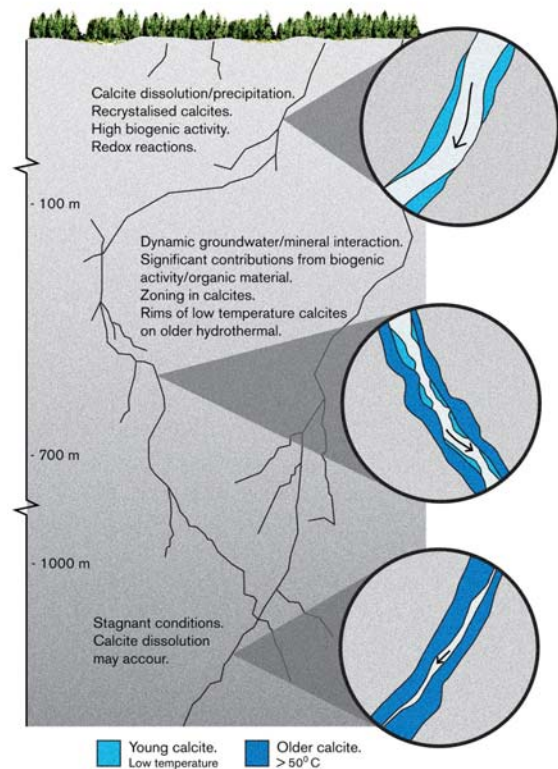 Calcite dissolution/precipitation.
Recrystalised calcites.
High biogenic activity.
Redox reactions.
- 100 m
Dynamic groundwater/mineral interaction.
Significant contributions from biogenic
activity/organic material.
Zoning in calcites.
Rims of low temperature calcites
on older hydrothermal.
- 700 m
- 1000 m
Stagnant conditions.
Calcite dissolution
may accour.
Young calcite.
Low temperature
Older calcite.
> 50⁰ C